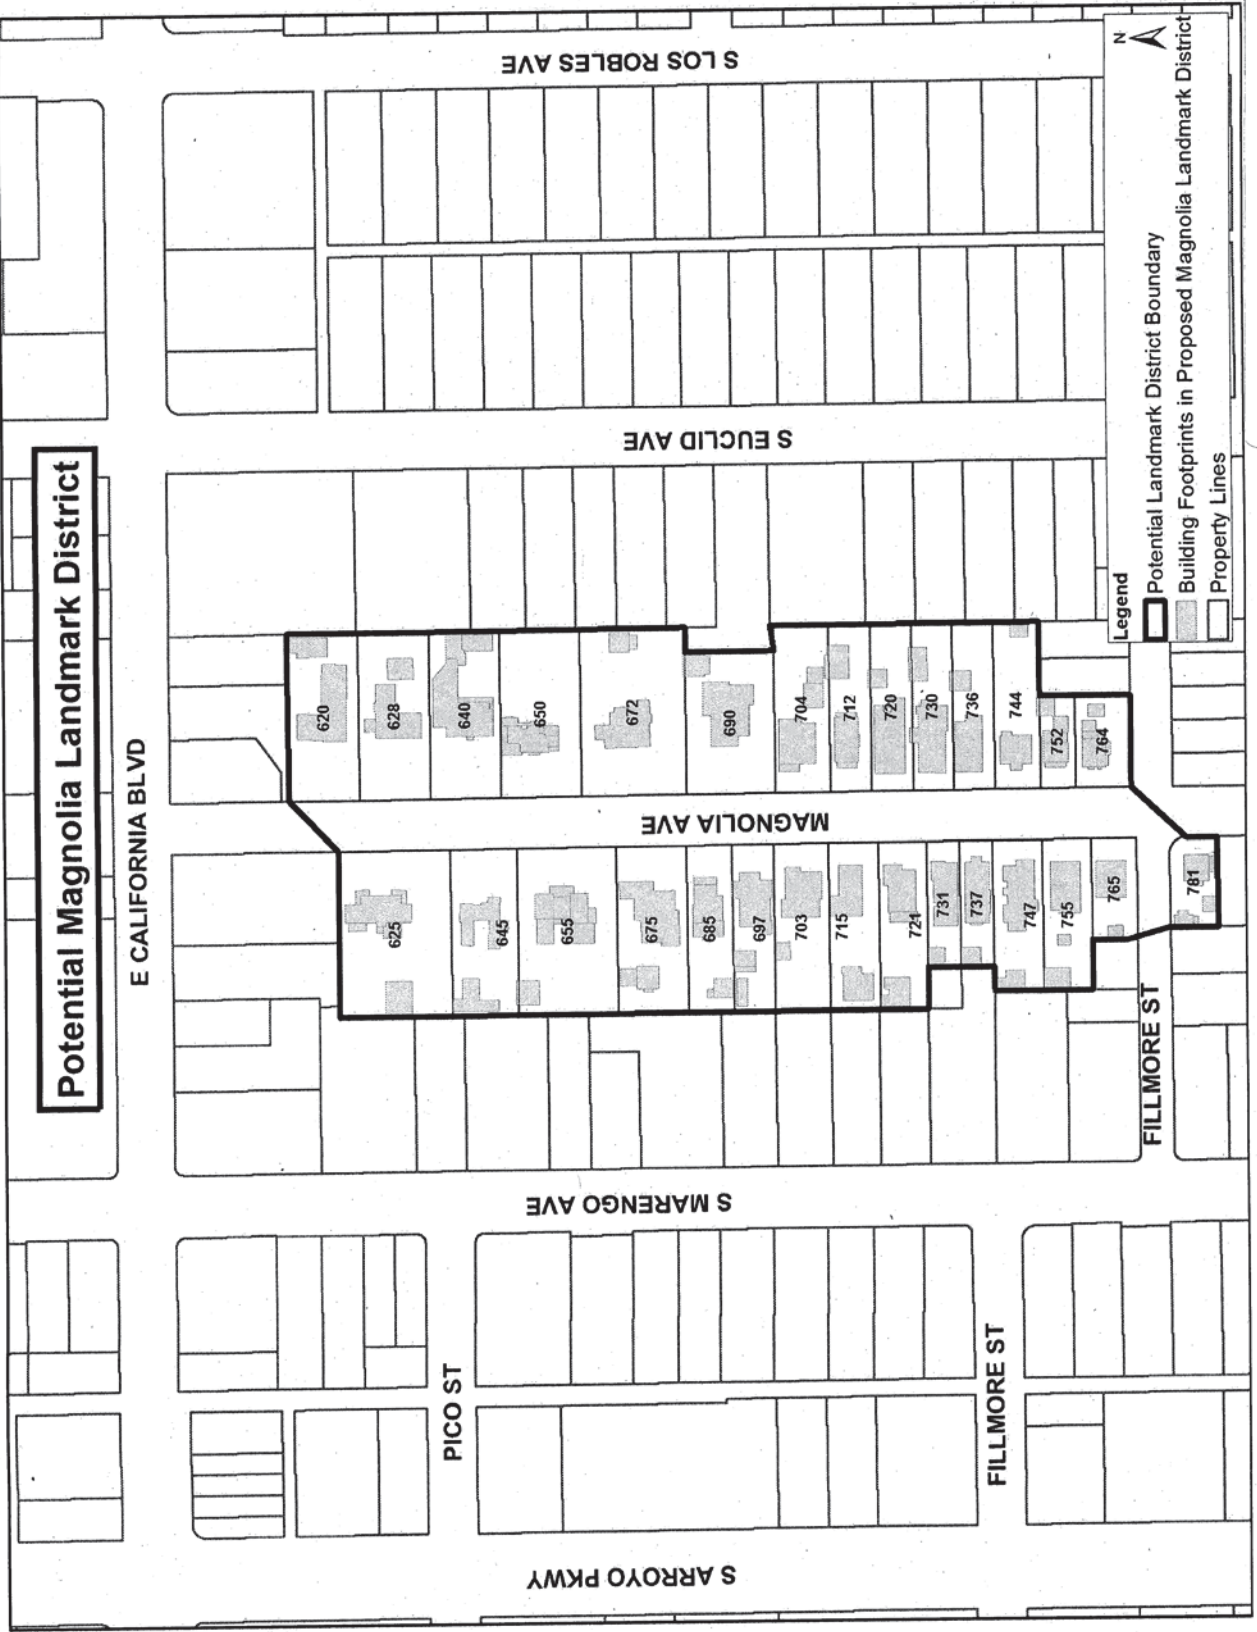 Potential Magnolia Landmark District
E CALIFORNIA BLVD
S LOS ROBLES AVE
S EUCLID AVE
MAGNOLIA AVE
S MARENGO AVE
S ARROYO PKWY
PICO ST
FILLMORE ST
FILLMORE ST
620
628
640
650
672
690
704
712
720
730
736
744
752
764
625
645
655
675
685
697
703
715
721
731
737
747
755
765
781
N
Legend
Potential Landmark District Boundary
Building Footprints in Proposed Magnolia Landmark District
Property Lines